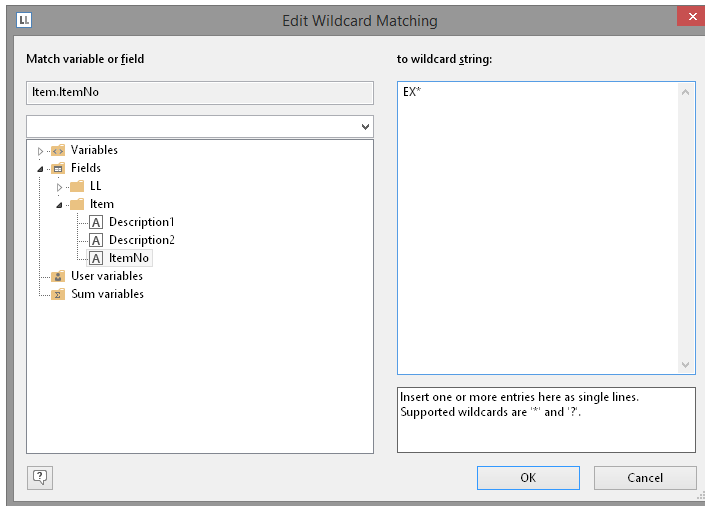 LL
Edit Wildcard Matching
Match variable or field
Item.ItemNo
Variables
Fields
LL
Item
A Description1
A Description2
A ItemNo
User variables
Sum variables
to wildcard string:
EX*
Insert one or more entries here as single lines.
Supported wildcards are '*' and '?'.
OK
Cancel